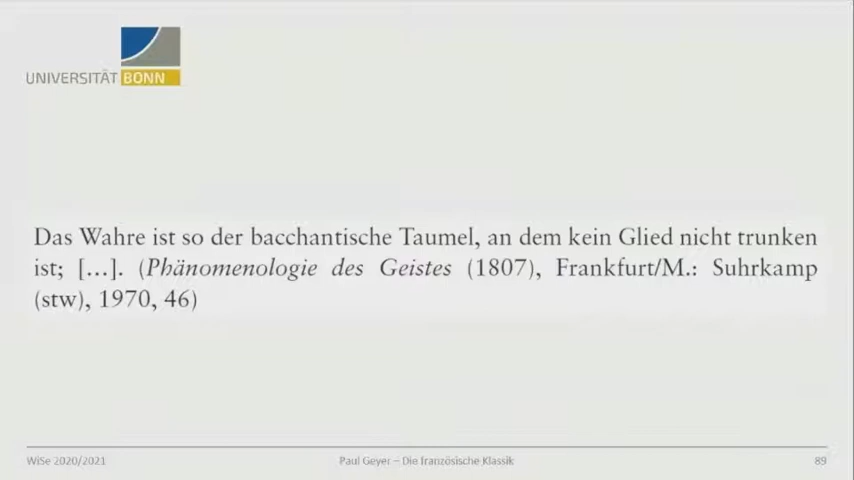 UNIVERSITÄT BONN
Das Wahre ist so der bacchantische Taumel, an dem kein Glied nicht trunken
ist; […]. (Phänomenologie des Geistes (1807), Frankfurt/M.: Suhrkamp
(stw), 1970, 46)
WiSe 2020/2021 Paul Geyer – Die französische Klassik 89